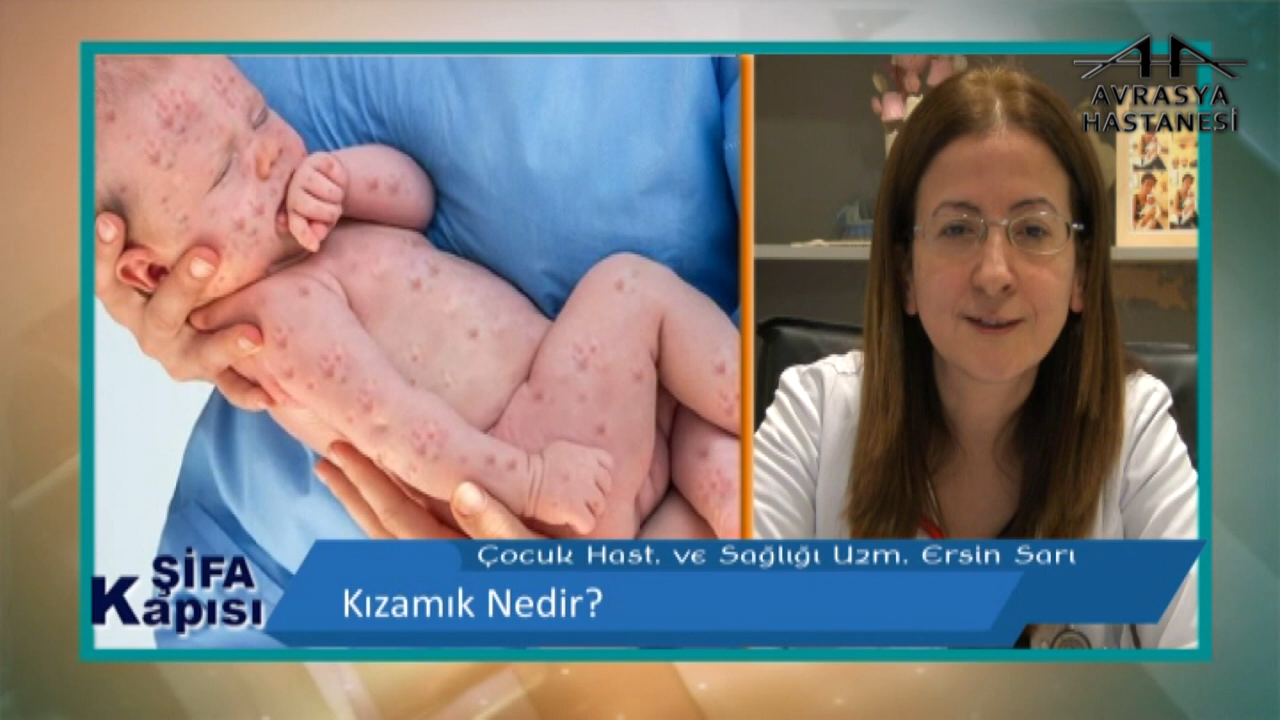 AVRASYA
HASTANESİ
Çocuk Hast. ve Sağlığı Uzm. Ersin Sarı
ŞİFA
Kapısı
Kızamık Nedir?